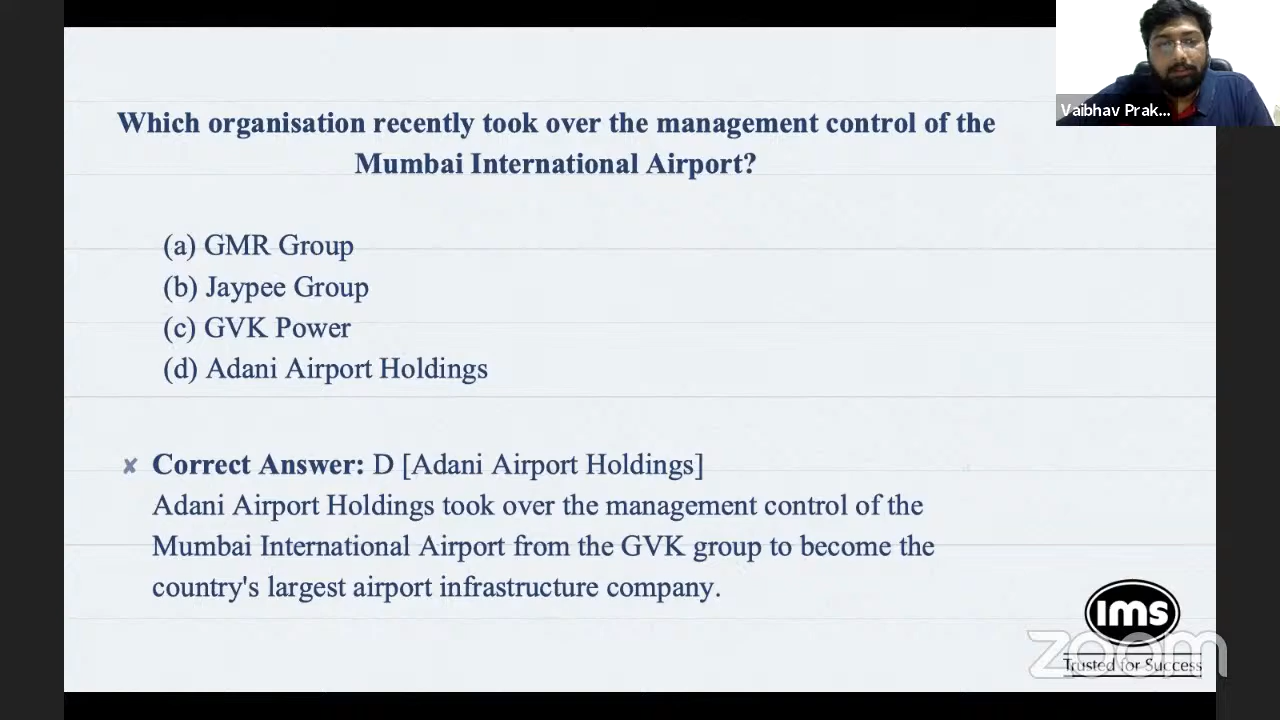 Vaibhav Prak...
Which organisation recently took over the management control of the
Mumbai International Airport?
(a) GMR Group
(b) Jaypee Group
(c) GVK Power
(d) Adani Airport Holdings
✘ Correct Answer: D [Adani Airport Holdings]
Adani Airport Holdings took over the management control of the
Mumbai International Airport from the GVK group to become the
country's largest airport infrastructure company.
ims
zoom
Trusted for Success